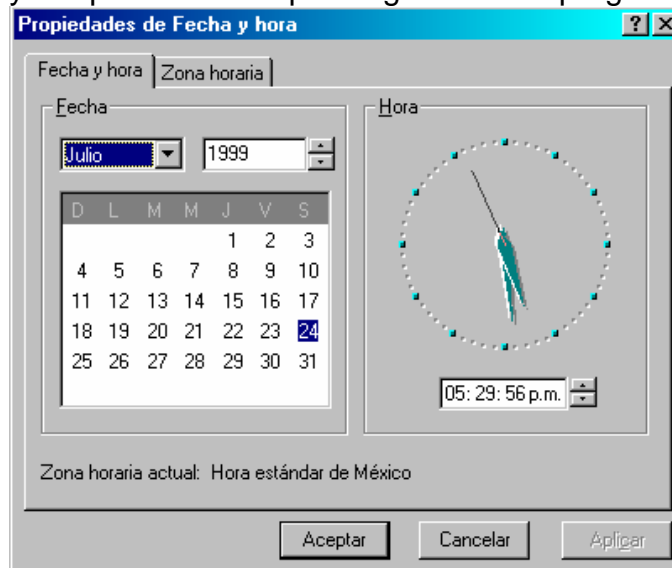 Propiedades de Fecha y hora
Fecha y hora Zona horaria
Fecha
Julio 1999
D L M M J V S
1 2 3
4 5 6 7 8 9 10
11 12 13 14 15 16 17
18 19 20 21 22 23 24
25 26 27 28 29 30 31
Hora
05: 29: 56 p.m.
Zona horaria actual: Hora estándar de México
Aceptar Cancelar Aplicar